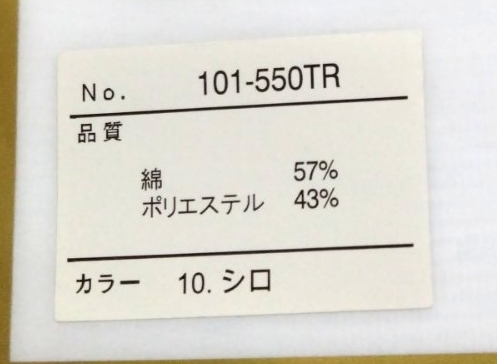 No. 101-550TR
品質
綿 57%
ポリエステル 43%
カラー 10. シロ